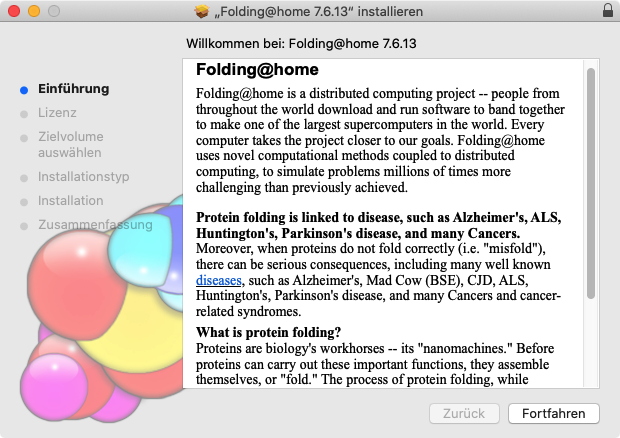 „Folding@home 7.6.13“ installieren
Willkommen bei: Folding@home 7.6.13
Einführung
Lizenz
Zielvolume
auswählen
Installationstyp
Installation
Zusammenfassung
Folding@home
Folding@home is a distributed computing project -- people from
throughout the world download and run software to band together
to make one of the largest supercomputers in the world. Every
computer takes the project closer to our goals. Folding@home
uses novel computational methods coupled to distributed
computing, to simulate problems millions of times more
challenging than previously achieved.
Protein folding is linked to disease, such as Alzheimer's, ALS,
Huntington's, Parkinson's disease, and many Cancers.
Moreover, when proteins do not fold correctly (i.e. "misfold"),
there can be serious consequences, including many well known
diseases, such as Alzheimer's, Mad Cow (BSE), CJD, ALS,
Huntington's, Parkinson's disease, and many Cancers and cancer-
related syndromes.
What is protein folding?
Proteins are biology's workhorses -- its "nanomachines." Before
proteins can carry out these important functions, they assemble
themselves, or "fold." The process of protein folding, while
Zurück
Fortfahren